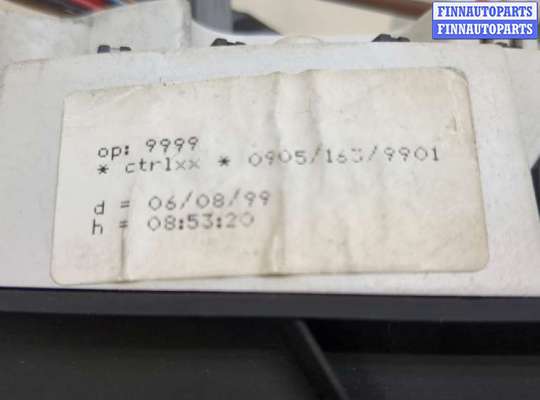 FINNAUTOPARTS
FINNAUTOPARTS
op: 9999
* ctrlxx * 0905/163/9901
d = 06/08/99
h = 08:53:20